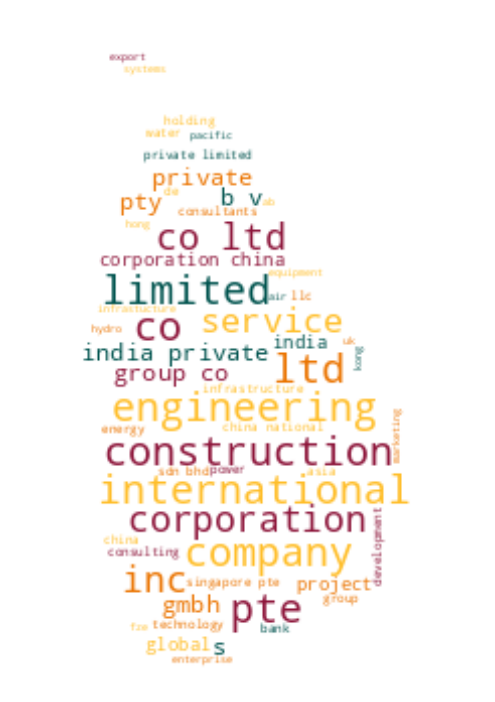 export
systems
holding
water pacific
private limited
private
de
pty b v ab
consultants
hong
co ltd
corporation china
equipment
limited air llc
infrastructure
co service
hydro uk
india
india private kong
group co ltd
infrastructure
engineering
marketing
energy china national
construction
sdn bhd power asia
international
corporation
development
china
consulting company
inc singapore pte project
gmbh pte group
fze technology bank
global s
enterprise